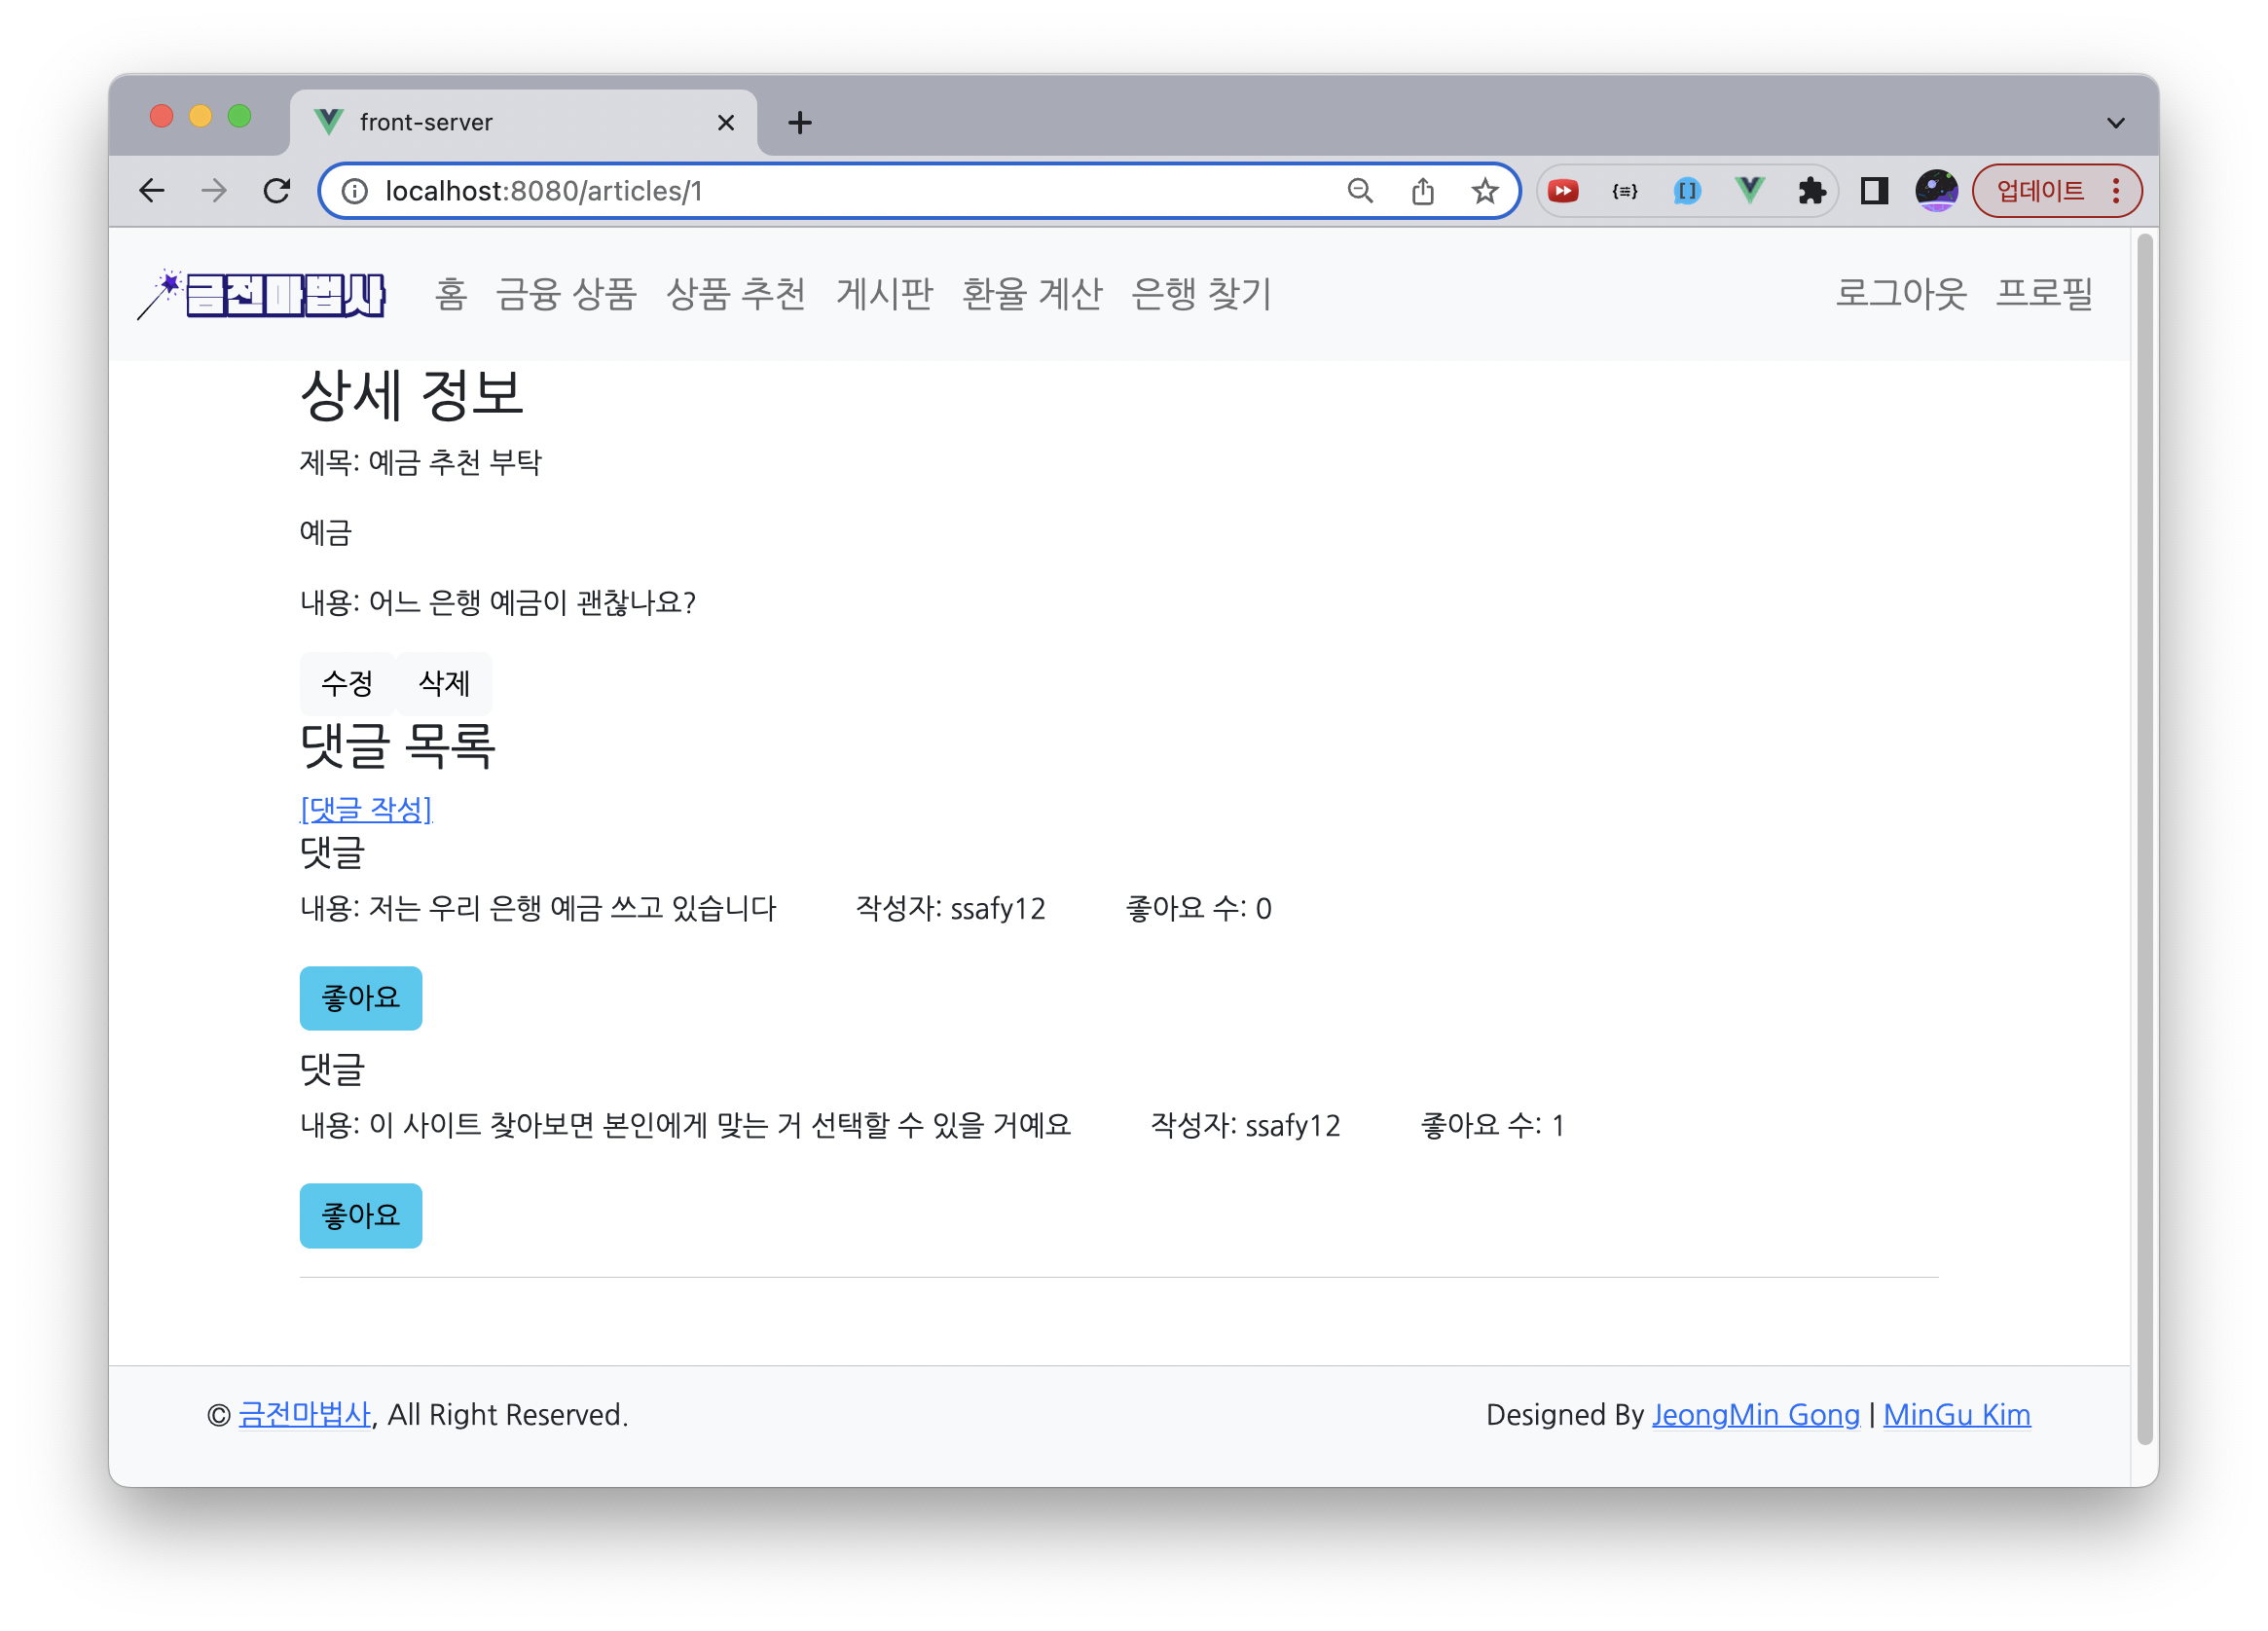 front-server
localhost:8080/articles/1
업데이트
금전마법사 홈 금융 상품 상품 추천 게시판 환율 계산 은행 찾기 로그아웃 프로필
상세 정보
제목: 예금 추천 부탁
예금
내용: 어느 은행 예금이 괜찮나요?
수정 삭제
댓글 목록
[댓글 작성]
댓글
내용: 저는 우리 은행 예금 쓰고 있습니다 작성자: ssafy12 좋아요 수: 0
좋아요
댓글
내용: 이 사이트 찾아보면 본인에게 맞는 거 선택할 수 있을 거예요 작성자: ssafy12 좋아요 수: 1
좋아요
© 금전마법사, All Right Reserved. Designed By JeongMin Gong | MinGu Kim